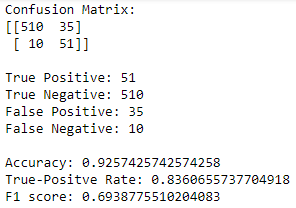 Confusion Matrix:
[[510  35]
 [ 10  51]]
True Positive: 51
True Negative: 510
False Positive: 35
False Negative: 10
Accuracy: 0.9257425742574258
True-Positve Rate: 0.8360655737704918
F1 score: 0.6938775510204083